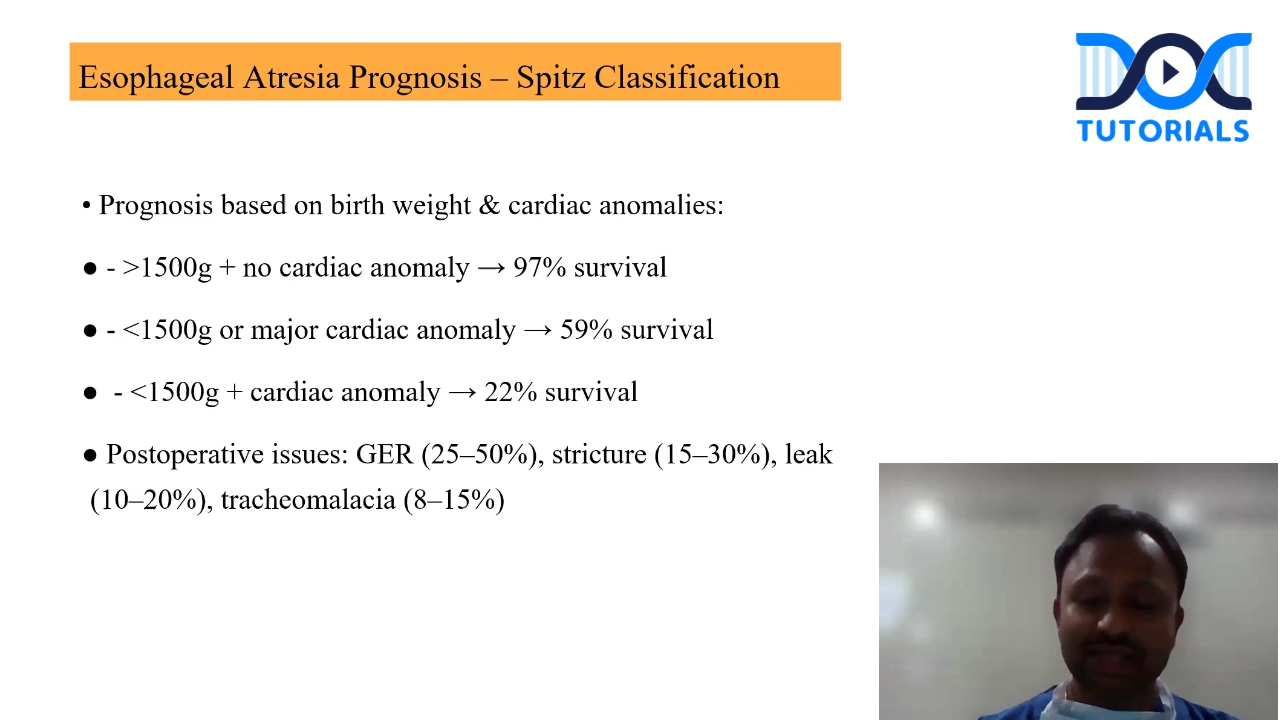 Esophageal Atresia Prognosis – Spitz Classification
DOC
TUTORIALS
• Prognosis based on birth weight & cardiac anomalies:
● - >1500g + no cardiac anomaly → 97% survival
● - <1500g or major cardiac anomaly → 59% survival
● - <1500g + cardiac anomaly → 22% survival
● Postoperative issues: GER (25–50%), stricture (15–30%), leak
(10–20%), tracheomalacia (8–15%)